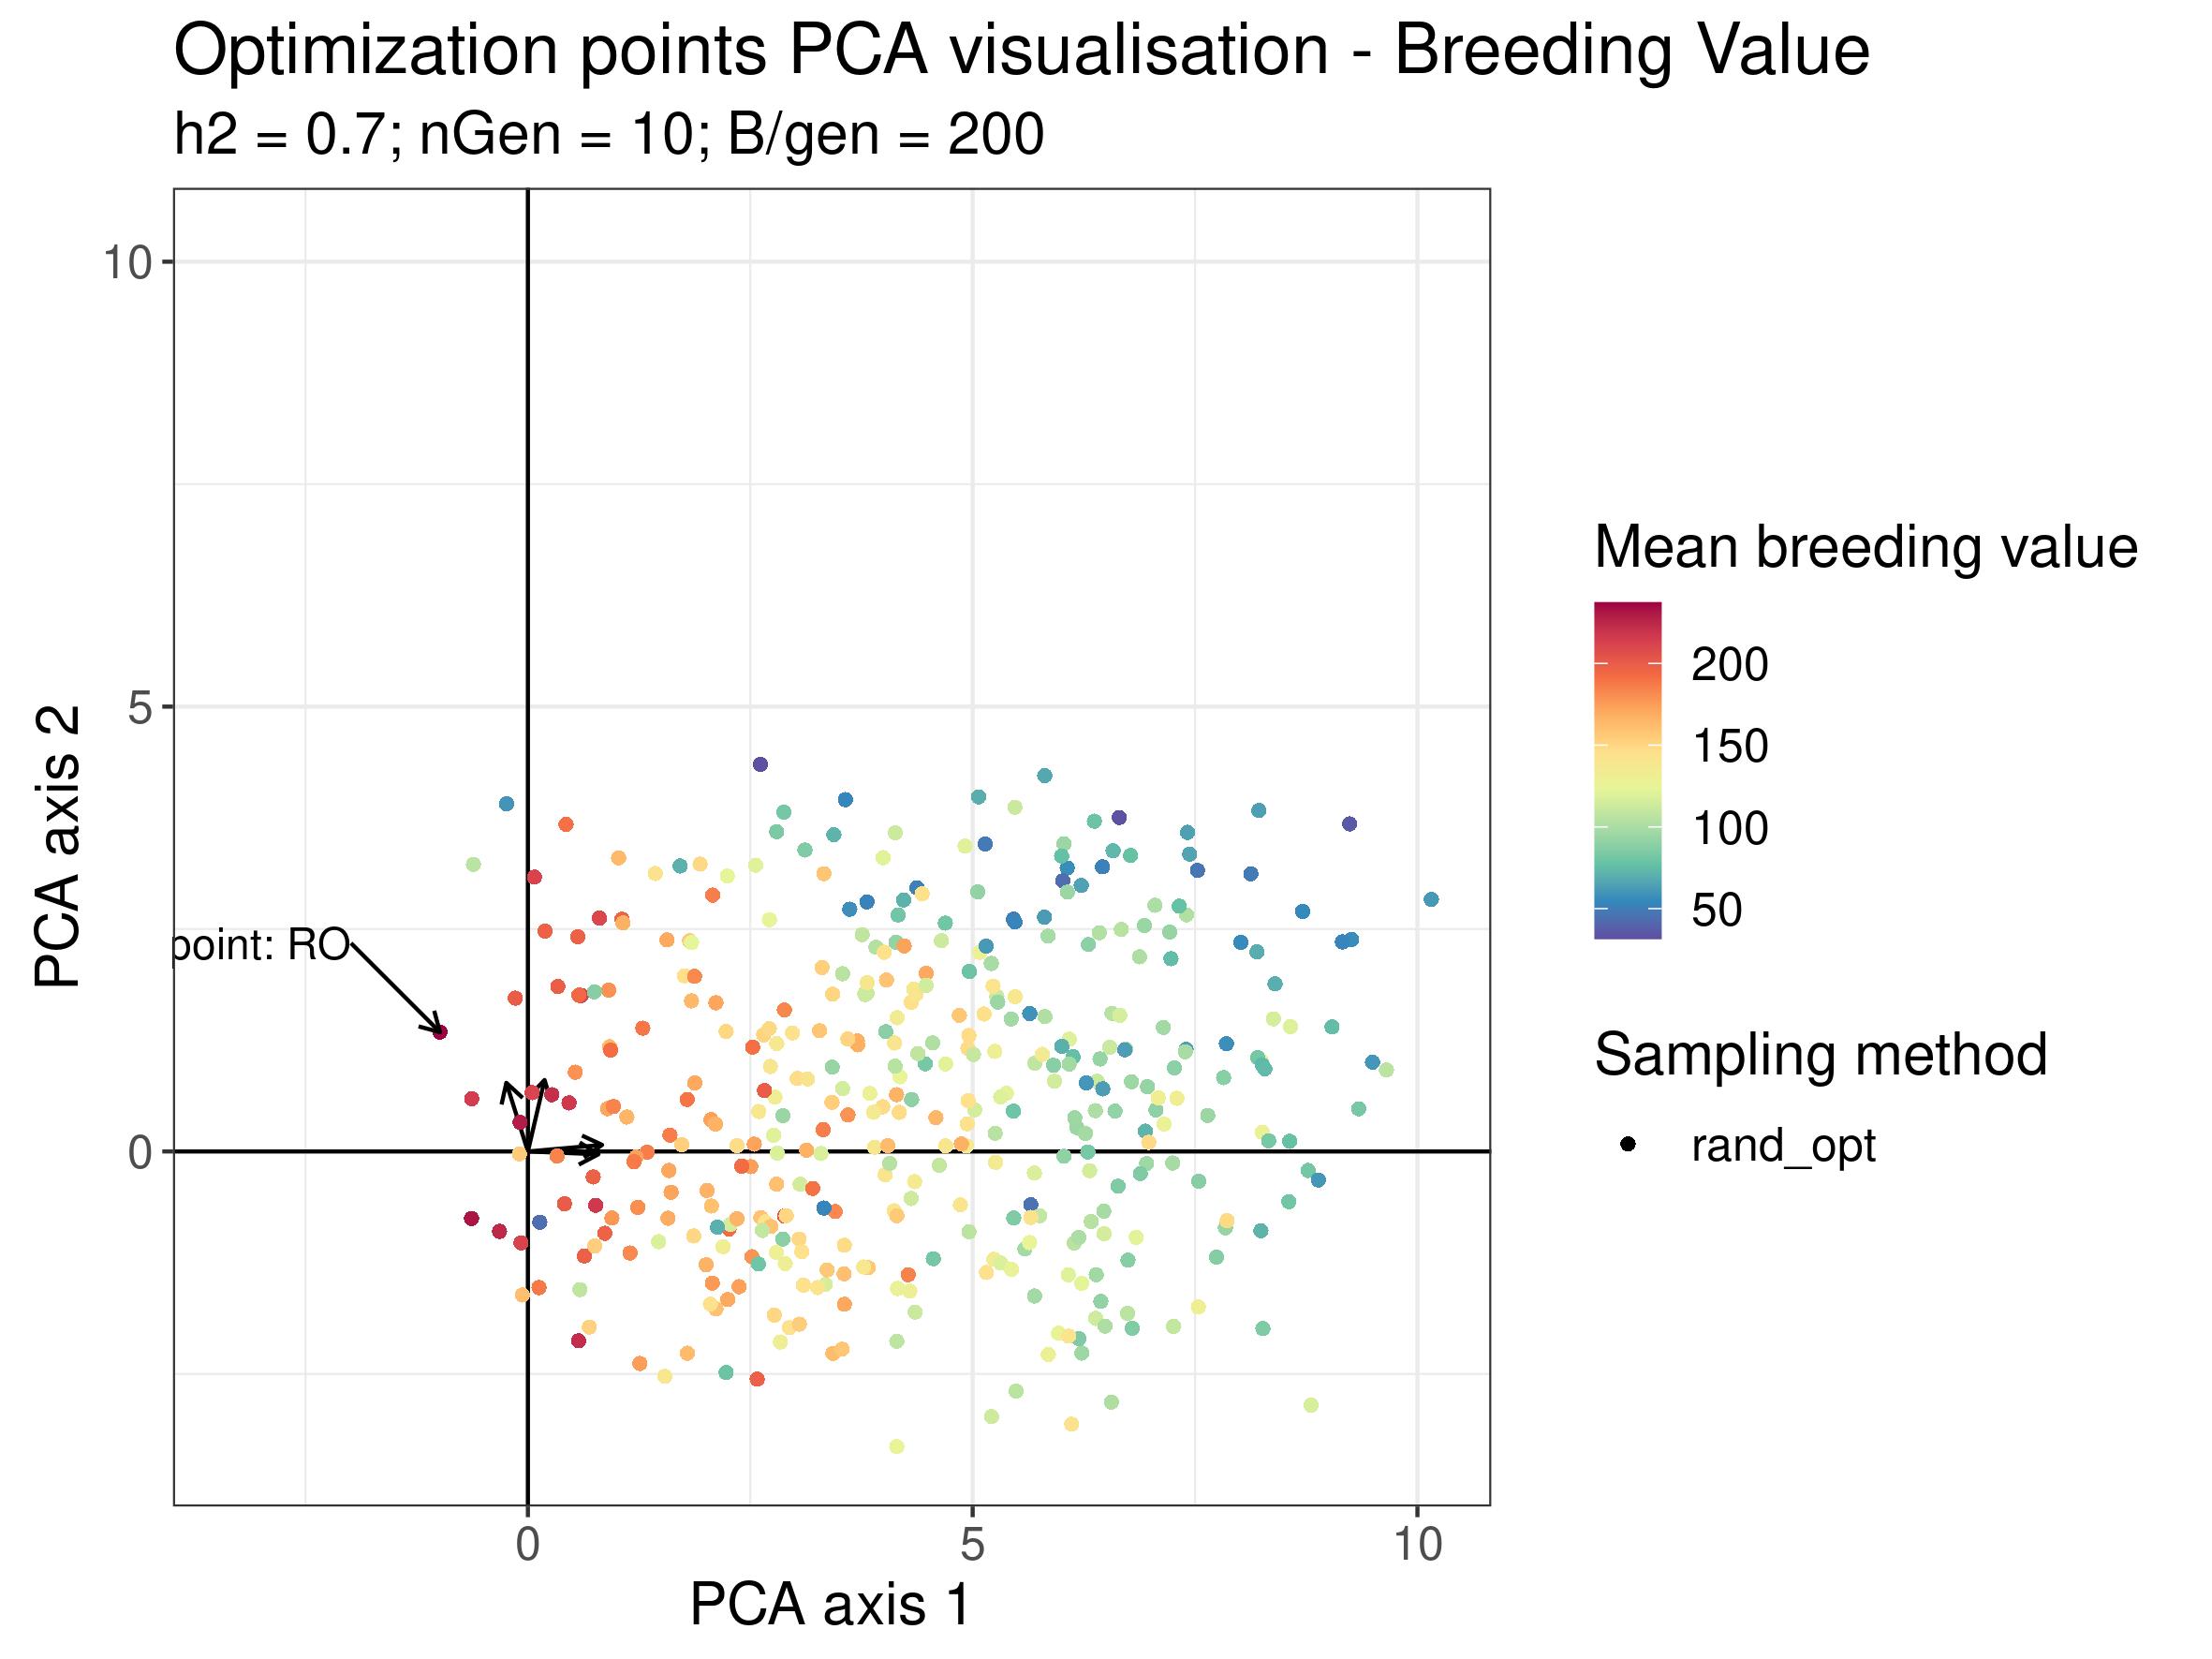 Optimization points PCA visualisation - Breeding Value
h2 = 0.7; nGen = 10; B/gen = 200
PCA axis 2
10
5
0
point: RO
0
5
10
PCA axis 1
Mean breeding value
200
150
100
50
Sampling method
rand_opt